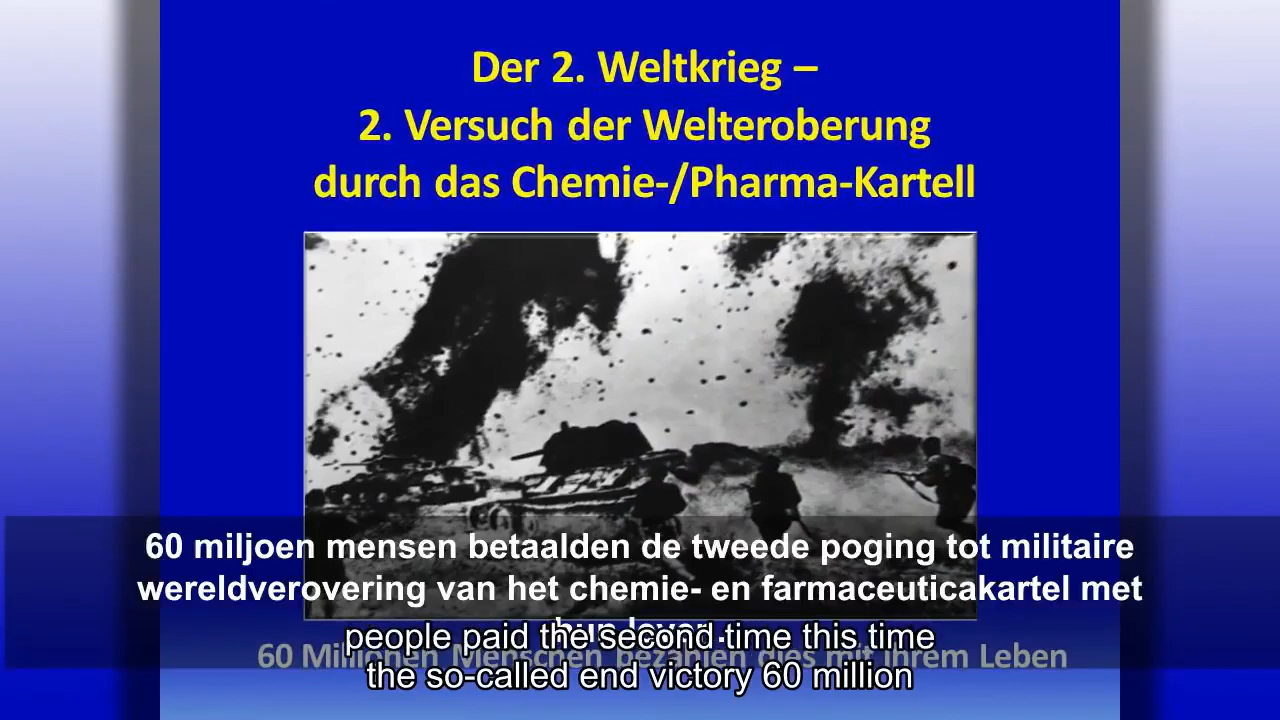 Der 2. Weltkrieg –
2. Versuch der Welteroberung
durch das Chemie-/Pharma-Kartell
60 miljoen mensen betaalden de tweede poging tot militaire
wereldverovering van het chemie- en farmaceuticakartel met
hun leven.
people paid the second time this time
60 Millionen Menschen bezahlen dies mit ihrem Leben
the so-called end victory 60 million